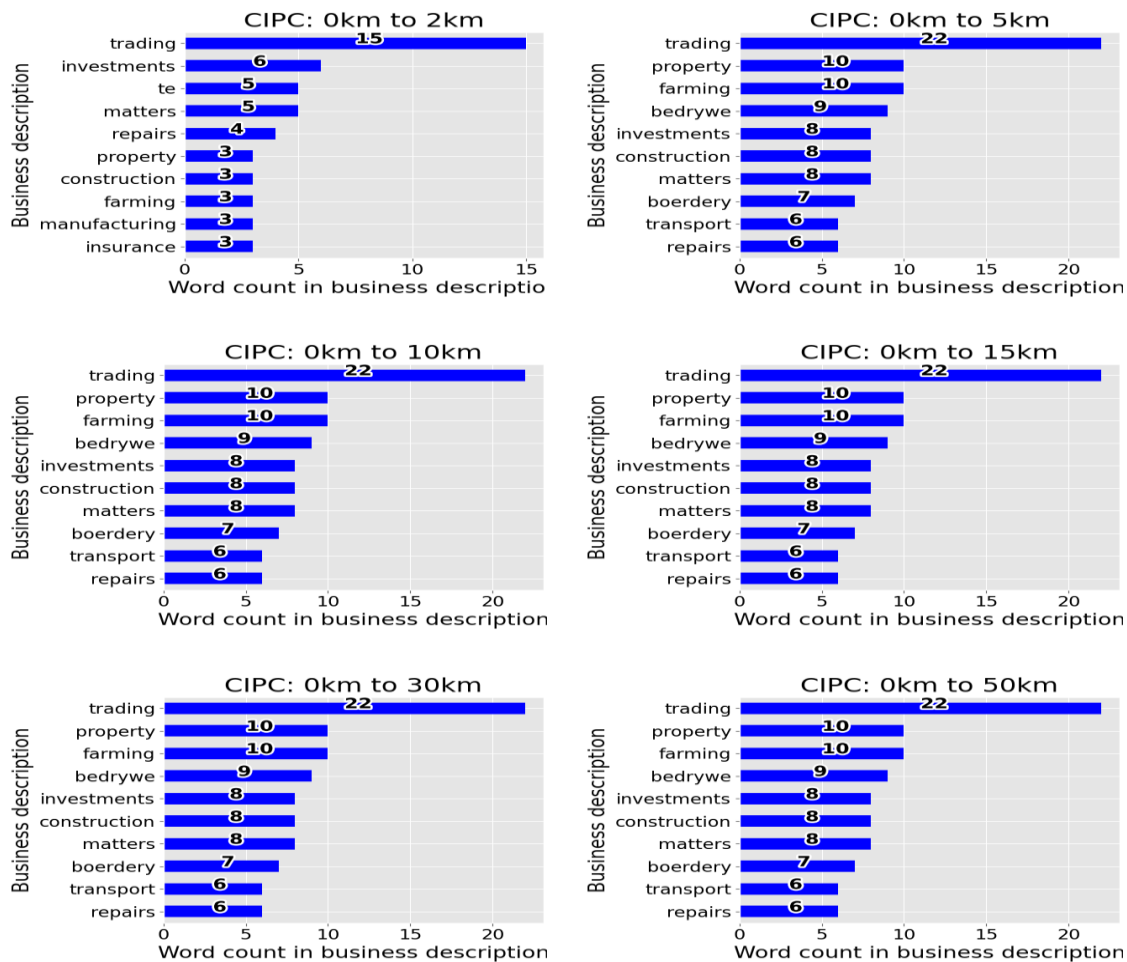 CIPC: 0km to 2km
Business description
trading 15
investments 6
te 5
matters 5
repairs 4
property 3
construction 3
farming 3
manufacturing 3
insurance 3
0 5 10 15
Word count in business descriptio
CIPC: 0km to 5km
Business description
trading 22
property 10
farming 10
bedrywe 9
investments 8
construction 8
matters 8
boerdery 7
transport 6
repairs 6
0 5 10 15 20
Word count in business description
CIPC: 0km to 10km
Business description
trading 22
property 10
farming 10
bedrywe 9
investments 8
construction 8
matters 8
boerdery 7
transport 6
repairs 6
0 5 10 15 20
Word count in business description
CIPC: 0km to 15km
Business description
trading 22
property 10
farming 10
bedrywe 9
investments 8
construction 8
matters 8
boerdery 7
transport 6
repairs 6
0 5 10 15 20
Word count in business description
CIPC: 0km to 30km
Business description
trading 22
property 10
farming 10
bedrywe 9
investments 8
construction 8
matters 8
boerdery 7
transport 6
repairs 6
0 5 10 15 20
Word count in business description
CIPC: 0km to 50km
Business description
trading 22
property 10
farming 10
bedrywe 9
investments 8
construction 8
matters 8
boerdery 7
transport 6
repairs 6
0 5 10 15 20
Word count in business description